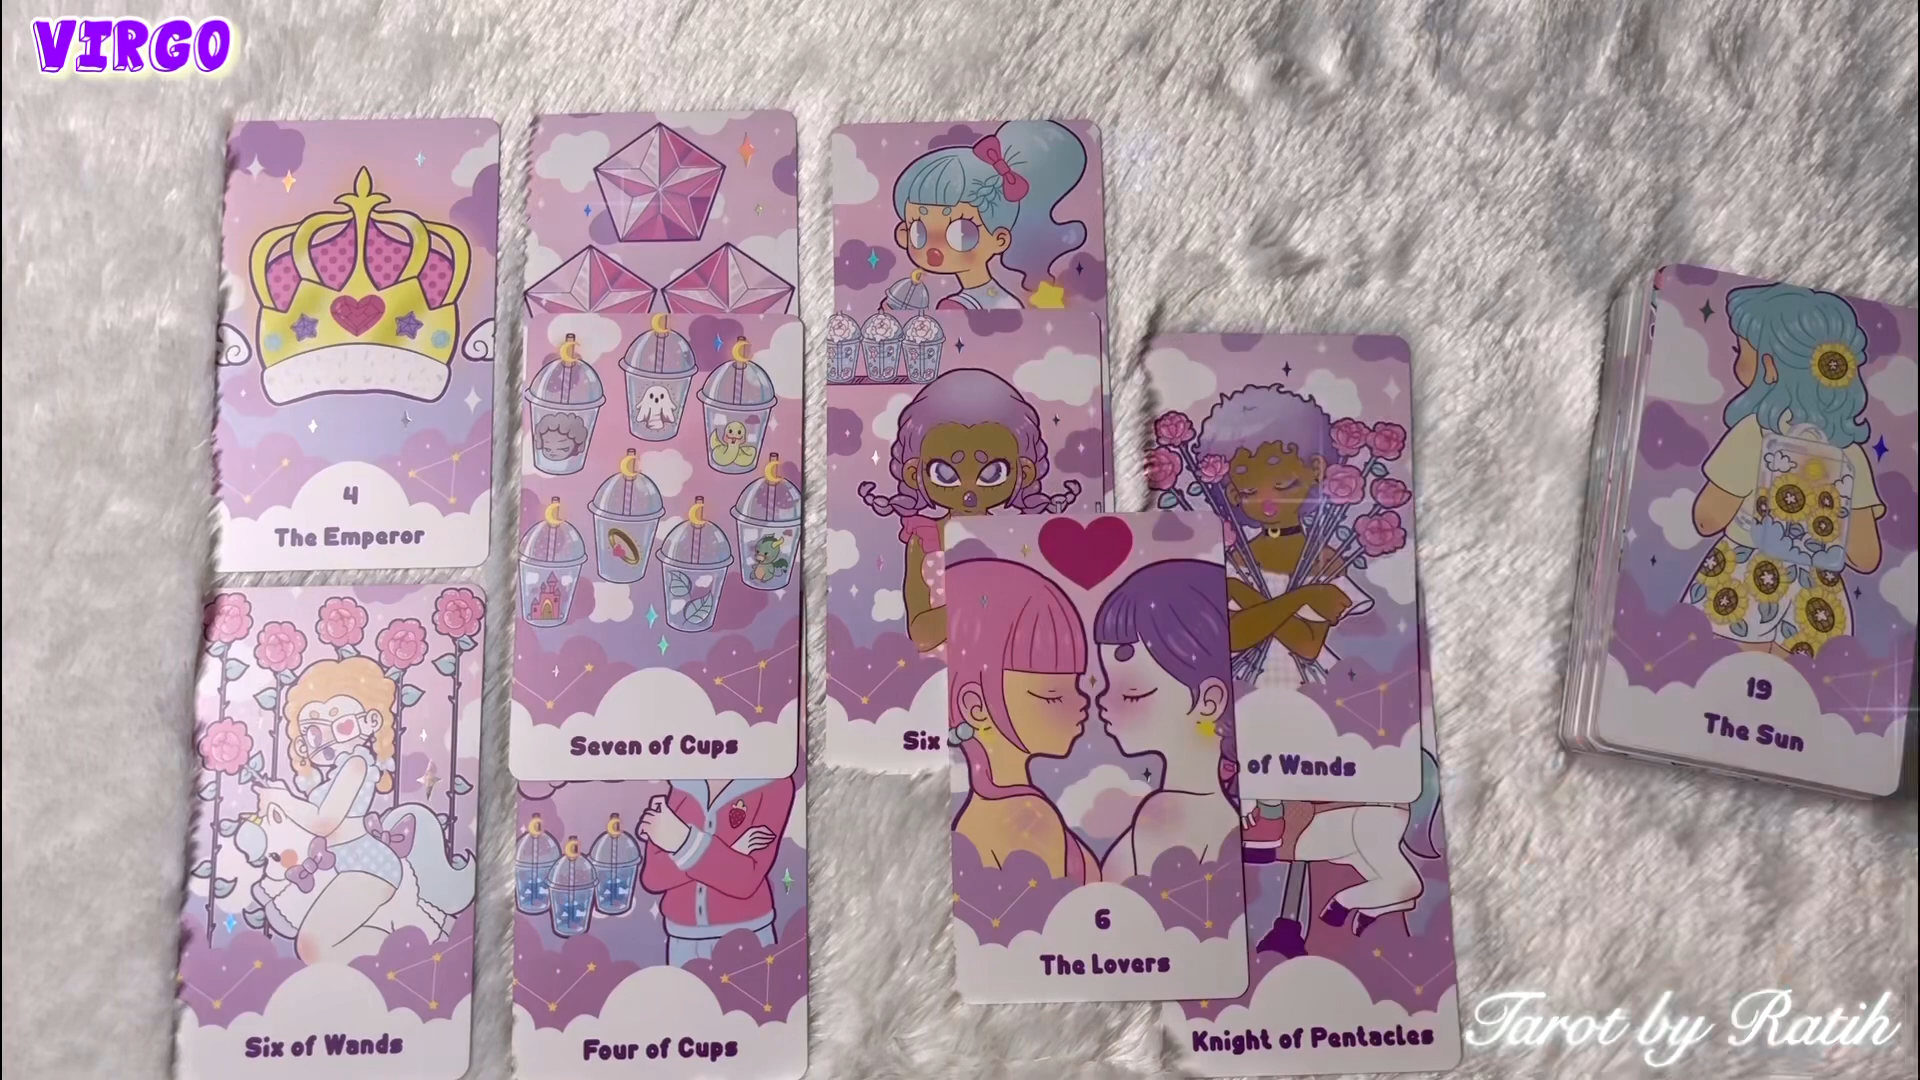 VIRGO
4
The Emperor
Seven of Cups
Six
of Wands
19
The Sun
6
The Lovers
Six of Wands
Four of Cups
Knight of Pentacles
Tarot by Ratih